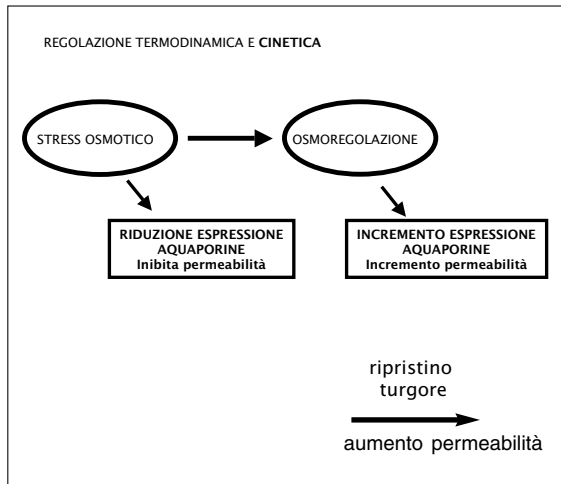 REGOLAZIONE TERMODINAMICA E CINETICA
STRESS OSMOTICO
OSMOREGOLAZIONE
RIDUZIONE ESPRESSIONE
AQUAPORINE
Inibita permeabilità
INCREMENTO ESPRESSIONE
AQUAPORINE
Incremento permeabilità
ripristino
turgore
aumento permeabilità